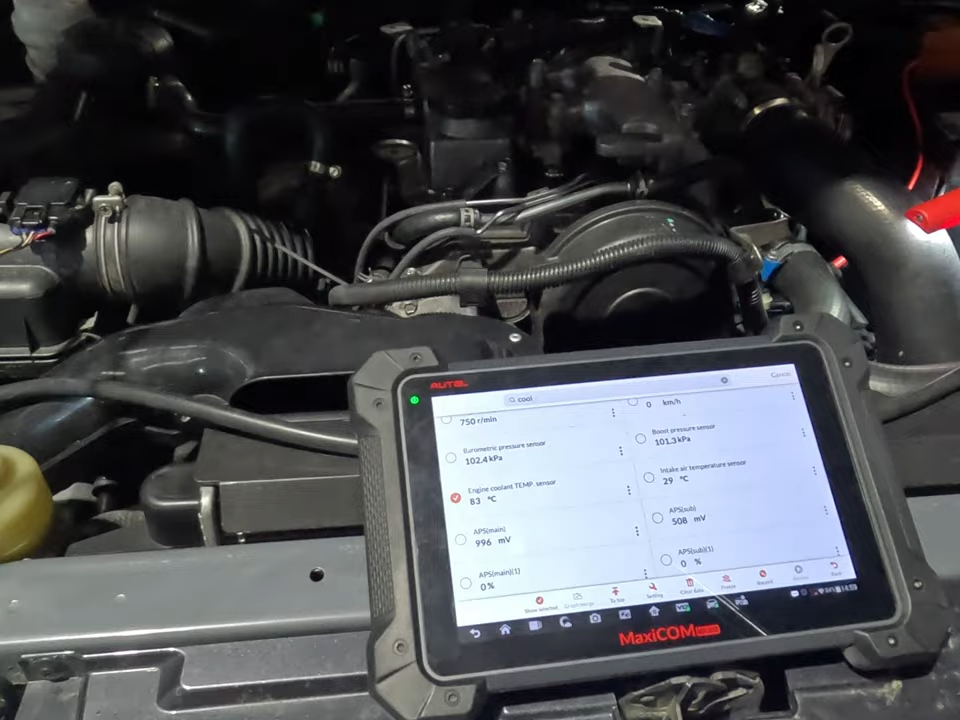 AUTEL
cool
Cancel
750 r/min
0 km/h
Barometric pressure sensor
102.4 kPa
Boost pressure sensor
101.3 kPa
Engine coolant TEMP. sensor
83 °C
Intake air temperature sensor
29 °C
APS(main)
996 mV
APS(sub)
508 mV
APS(main)(1)
0 %
APS(sub)(1)
0 %
Show selected
Graph merge
To top
Setting
Clear data
Freeze
Record
Back
MaxiCOM